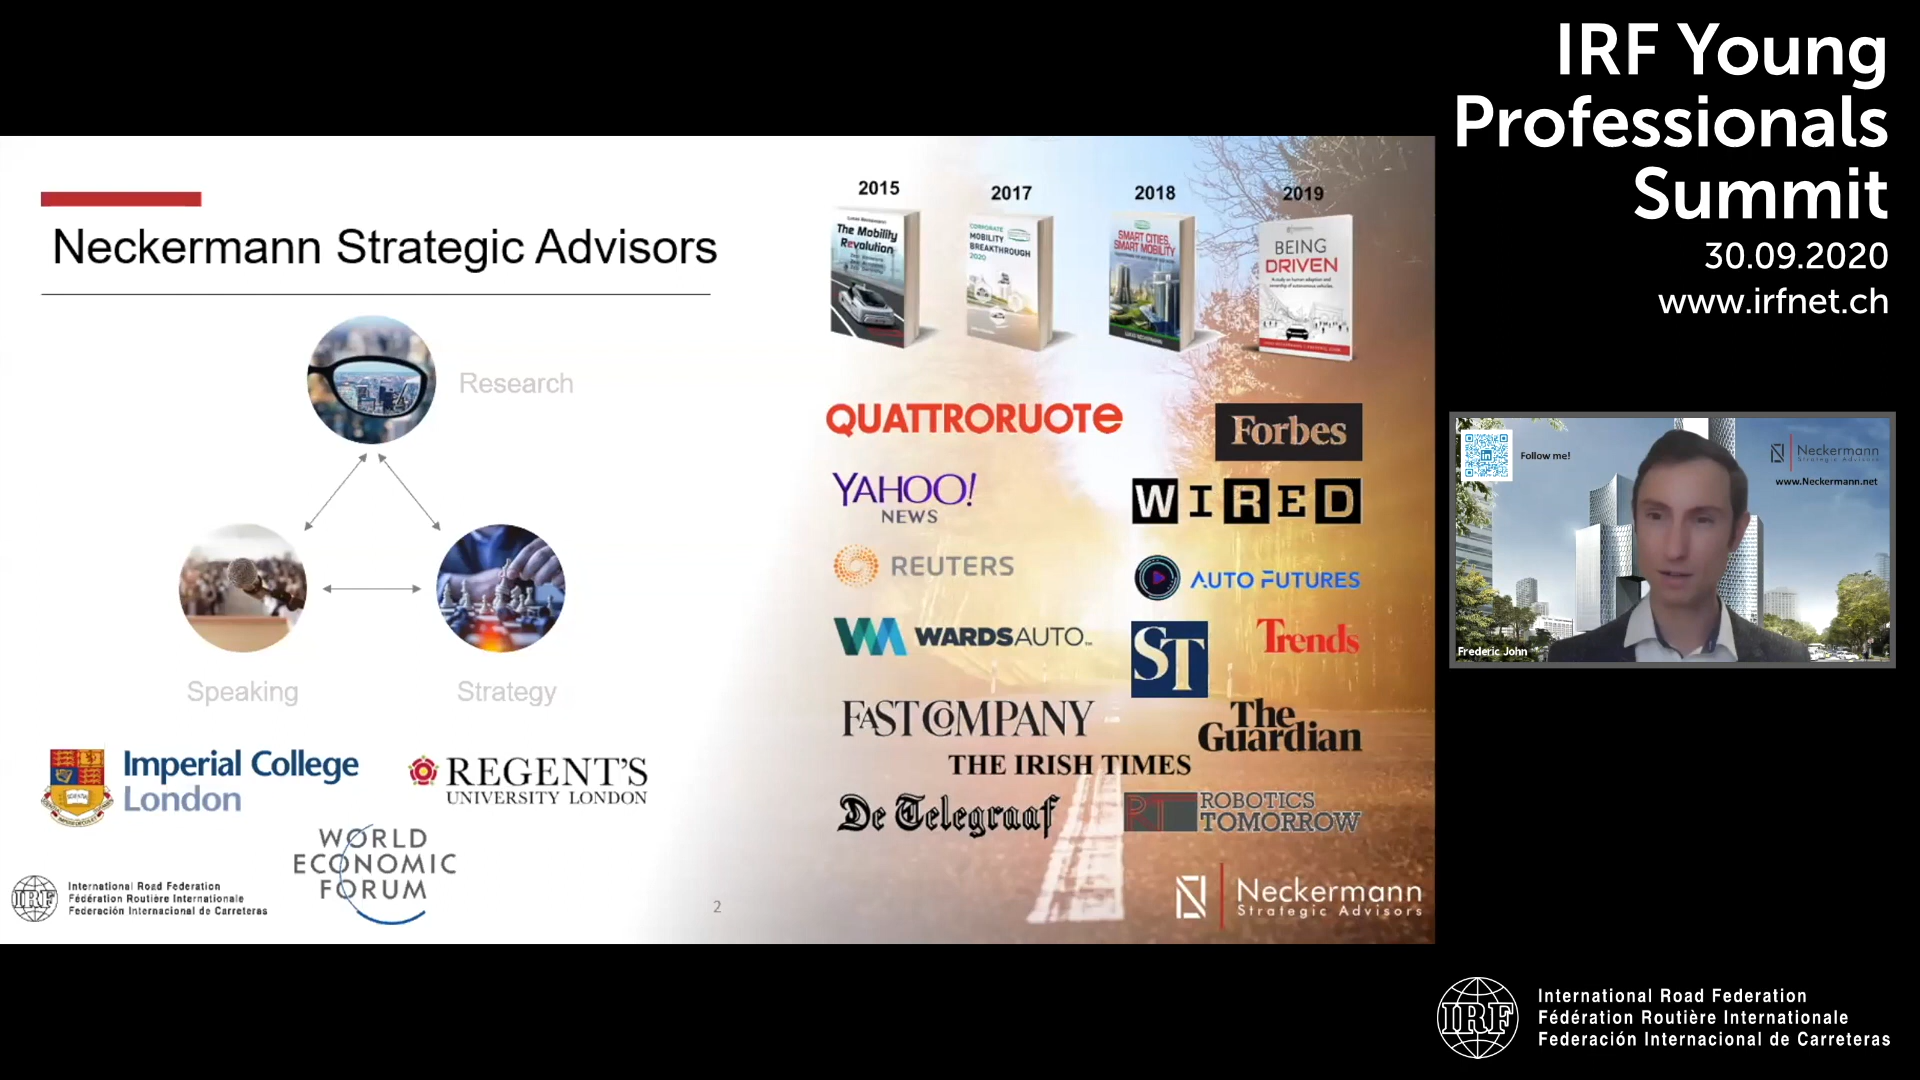 IRF Young
Professionals
Summit
30.09.2020
www.irfnet.ch
Neckermann Strategic Advisors
Research
Speaking
Strategy
Imperial College
London
REGENT'S
UNIVERSITY LONDON
WORLD
ECONOMIC
FORUM
IRF
International Road Federation
Fédération Routière Internationale
Federación Internacional de Carreteras
2
2015
2017
2018
2019
The Mobility
Revolution
CORPORATE
MOBILITY
BREAKTHROUGH
2020
SMART CITIES,
SMART MOBILITY
BEING
DRIVEN
QUATTRORUOTE
Forbes
YAHOO!
NEWS
WIRED
REUTERS
AUTO FUTURES
WARDSAUTO
ST
Trends
FAST COMPANY
The
Guardian
THE IRISH TIMES
De Telegraaf
RT
ROBOTICS
TOMORROW
Neckermann
Strategic Advisors
Follow me!
Neckermann
Strategic Advisors
www.Neckermann.net
Frederic John
IRF
International Road Federation
Fédération Routière Internationale
Federación Internacional de Carreteras